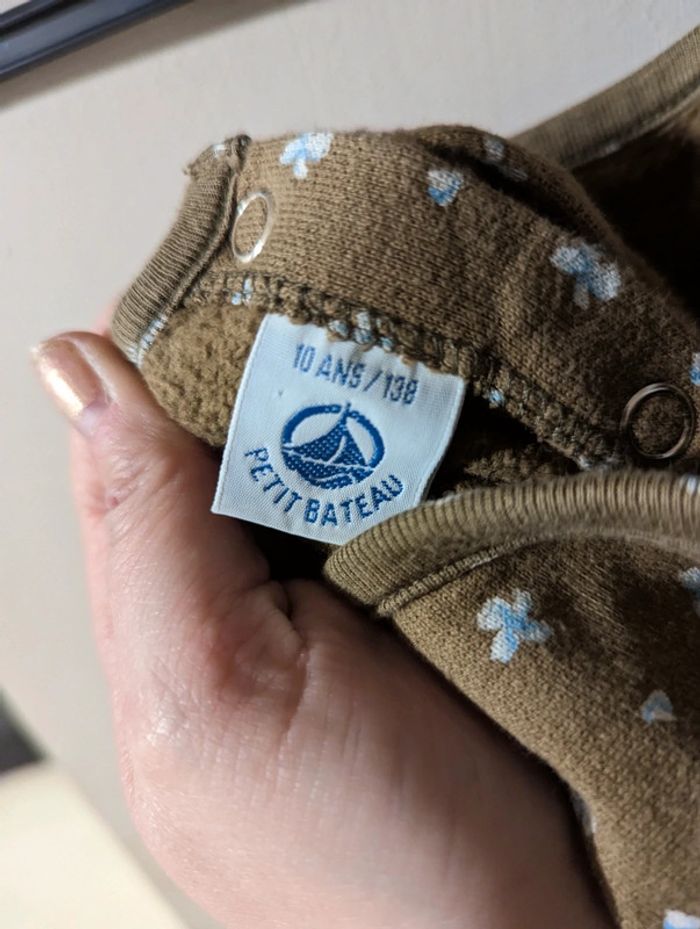 10 ANS / 138
PETIT BATEAU